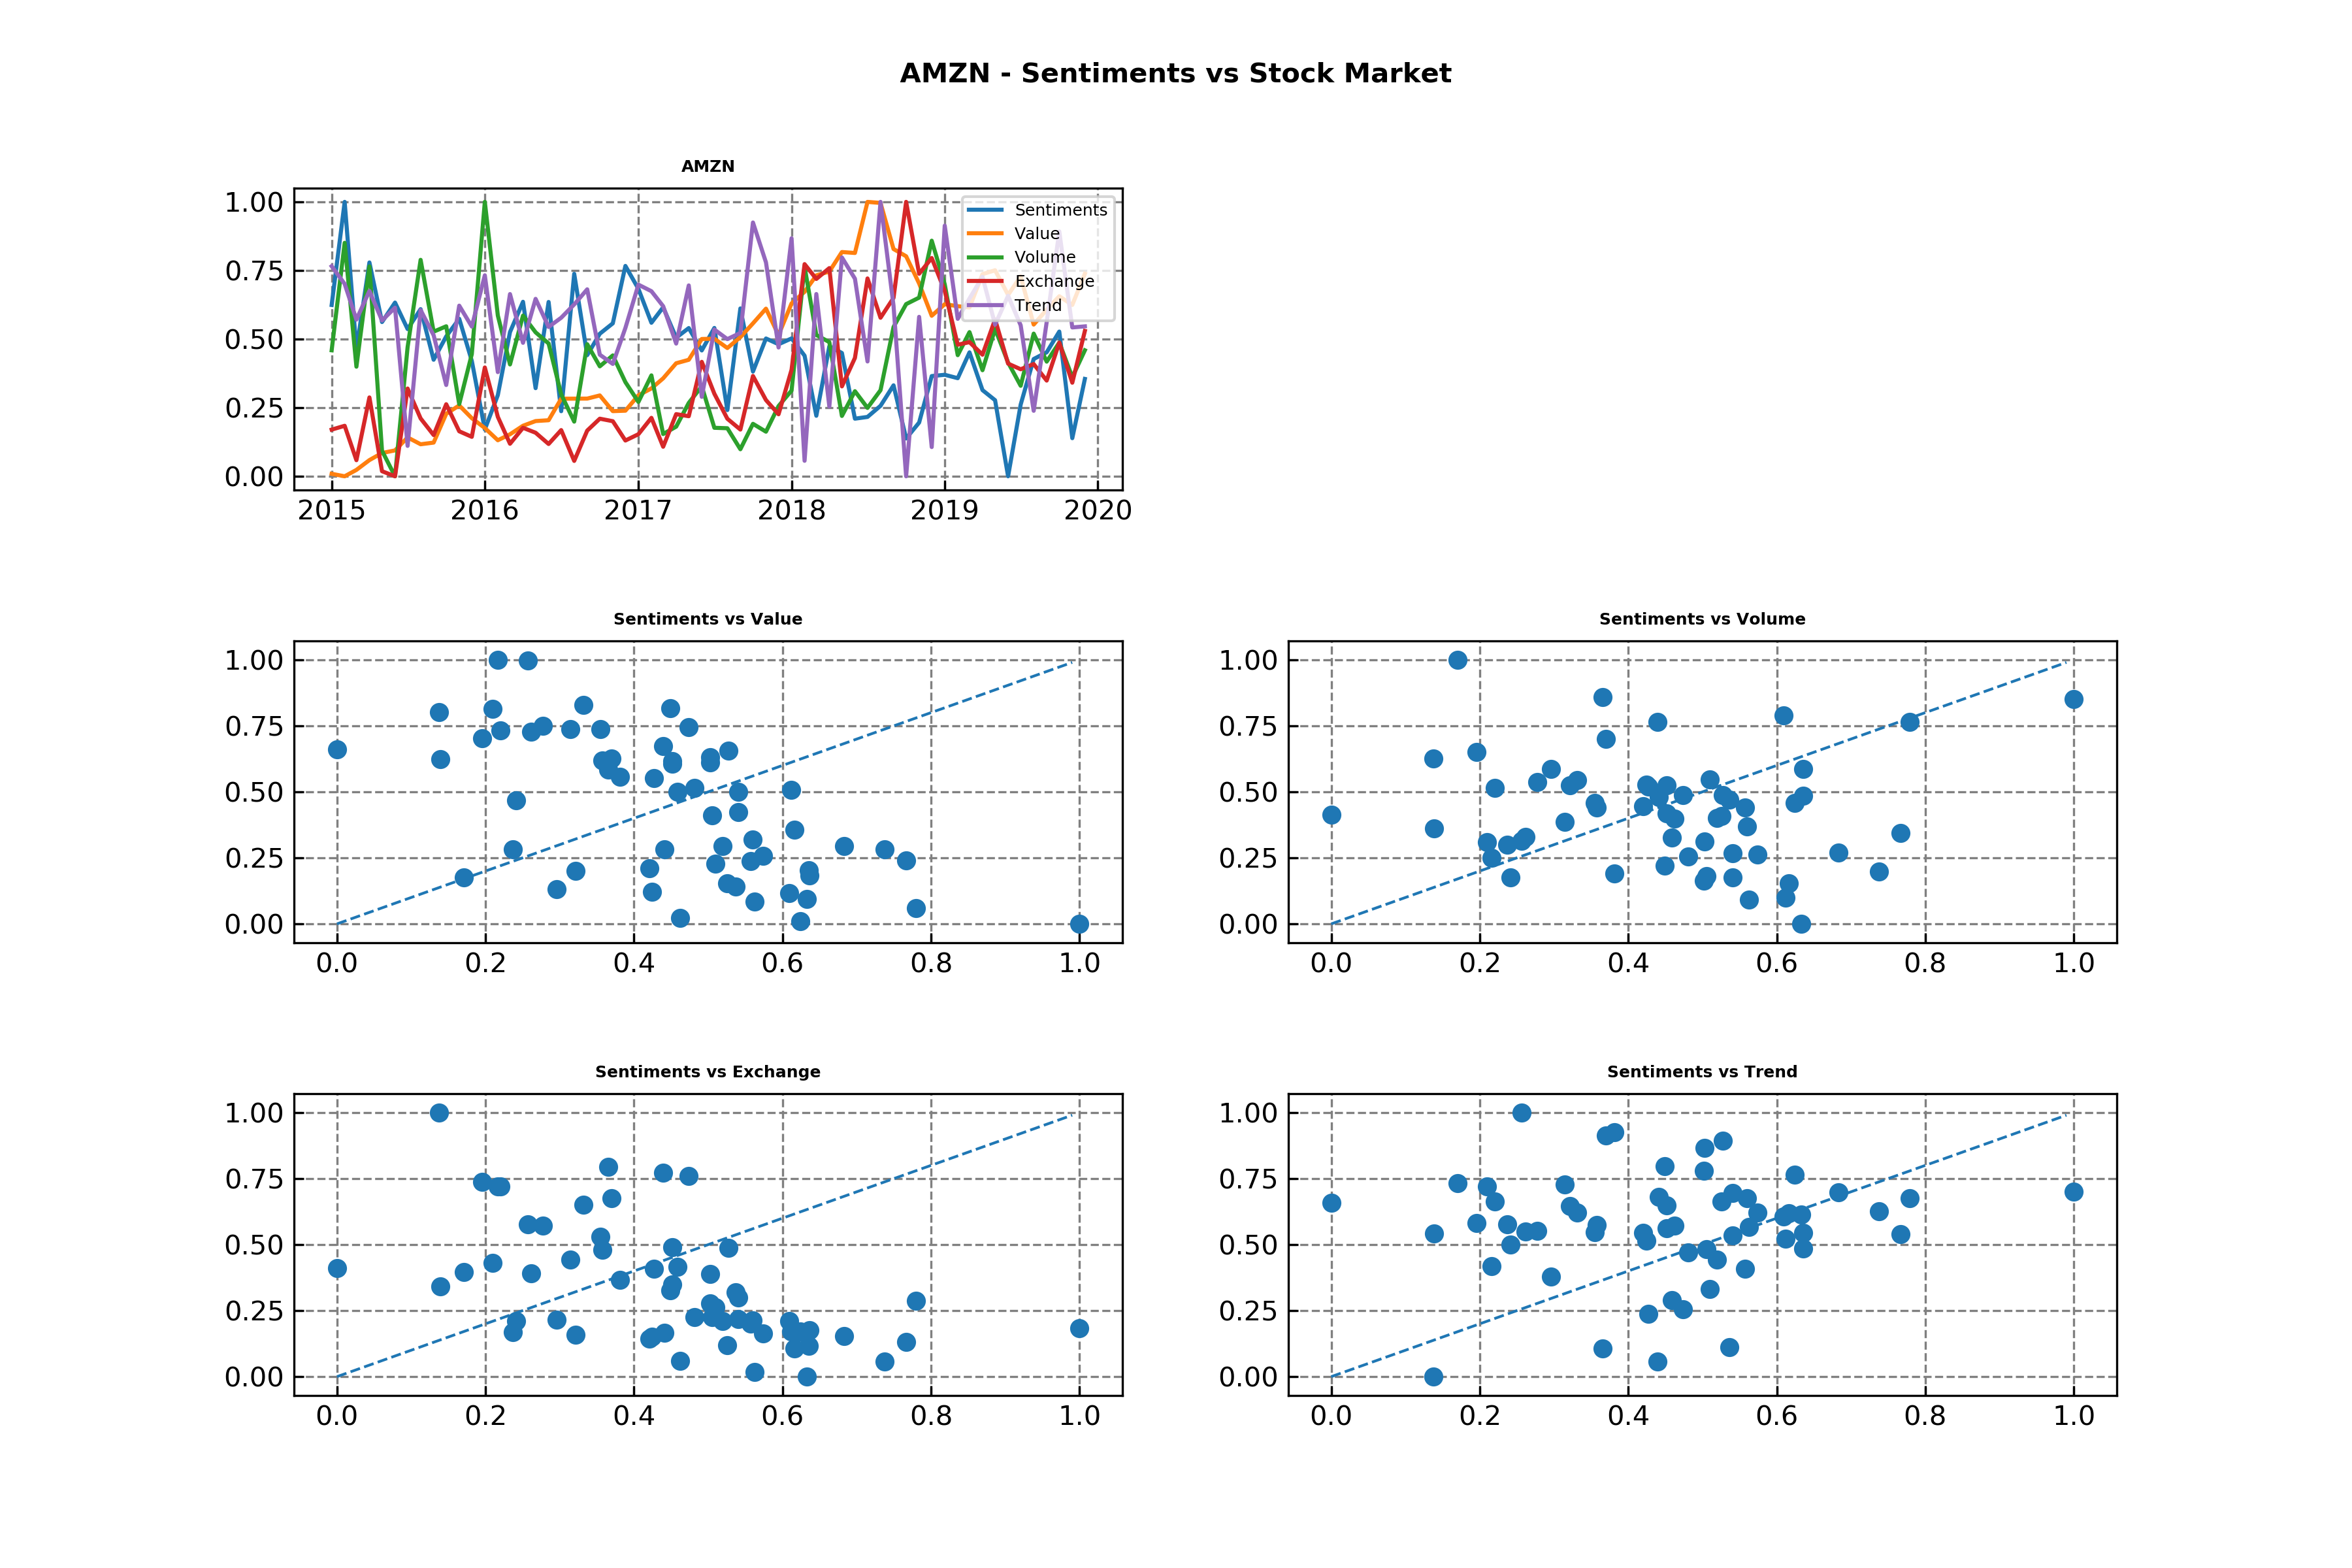 AMZN - Sentiments vs Stock Market
AMZN
1.00
0.75
0.50
0.25
0.00
2015 2016 2017 2018 2019 2020
Sentiments
Value
Volume
Exchange
Trend
Sentiments vs Value
1.00
0.75
0.50
0.25
0.00
0.0 0.2 0.4 0.6 0.8 1.0
Sentiments vs Volume
1.00
0.75
0.50
0.25
0.00
0.0 0.2 0.4 0.6 0.8 1.0
Sentiments vs Exchange
1.00
0.75
0.50
0.25
0.00
0.0 0.2 0.4 0.6 0.8 1.0
Sentiments vs Trend
1.00
0.75
0.50
0.25
0.00
0.0 0.2 0.4 0.6 0.8 1.0